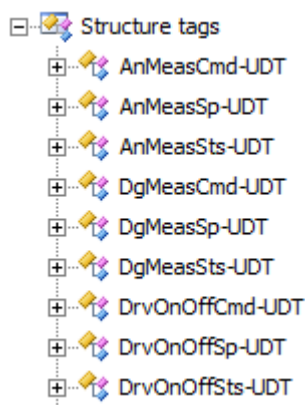 Structure tags
AnMeasCmd-UDT
AnMeasSp-UDT
AnMeasSts-UDT
DgMeasCmd-UDT
DgMeasSp-UDT
DgMeasSts-UDT
DrvOnOffCmd-UDT
DrvOnOffSp-UDT
DrvOnOffSts-UDT